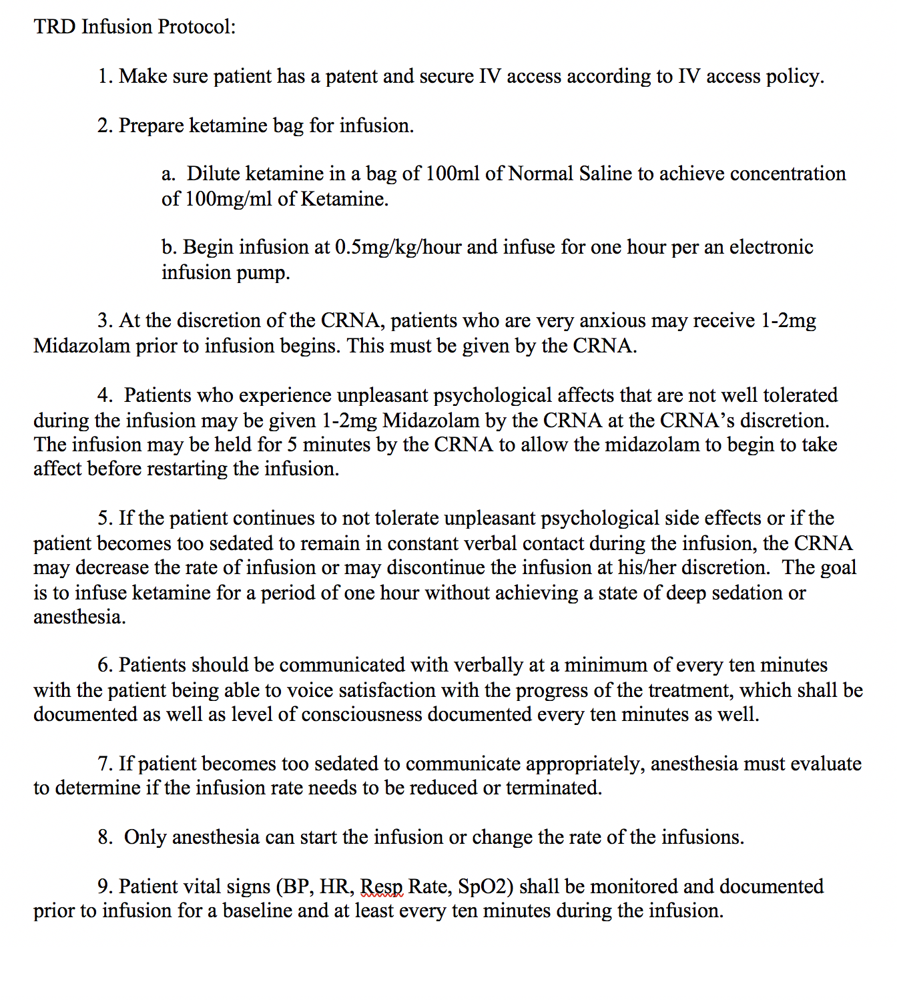 TRD Infusion Protocol:
1. Make sure patient has a patent and secure IV access according to IV access policy.
2. Prepare ketamine bag for infusion.
a.  Dilute ketamine in a bag of 100ml of Normal Saline to achieve concentration
of 100mg/ml of Ketamine.
b. Begin infusion at 0.5mg/kg/hour and infuse for one hour per an electronic
infusion pump.
3. At the discretion of the CRNA, patients who are very anxious may receive 1-2mg
Midazolam prior to infusion begins. This must be given by the CRNA.
4.  Patients who experience unpleasant psychological affects that are not well tolerated
during the infusion may be given 1-2mg Midazolam by the CRNA at the CRNA’s discretion.
The infusion may be held for 5 minutes by the CRNA to allow the midazolam to begin to take
affect before restarting the infusion.
5. If the patient continues to not tolerate unpleasant psychological side effects or if the
patient becomes too sedated to remain in constant verbal contact during the infusion, the CRNA
may decrease the rate of infusion or may discontinue the infusion at his/her discretion.  The goal
is to infuse ketamine for a period of one hour without achieving a state of deep sedation or
anesthesia.
6. Patients should be communicated with verbally at a minimum of every ten minutes
with the patient being able to voice satisfaction with the progress of the treatment, which shall be
documented as well as level of consciousness documented every ten minutes as well.
7. If patient becomes too sedated to communicate appropriately, anesthesia must evaluate
to determine if the infusion rate needs to be reduced or terminated.
8.  Only anesthesia can start the infusion or change the rate of the infusions.
9. Patient vital signs (BP, HR, Resp Rate, SpO2) shall be monitored and documented
prior to infusion for a baseline and at least every ten minutes during the infusion.